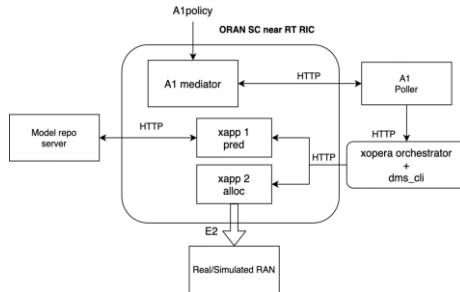 A1policy
ORAN SC near RT RIC
A1 mediator
HTTP
A1
Poller
HTTP
Model repo
server
HTTP
xapp 1
pred
HTTP
xopera orchestrator
+
dms_cli
xapp 2
alloc
E2
Real/Simulated RAN